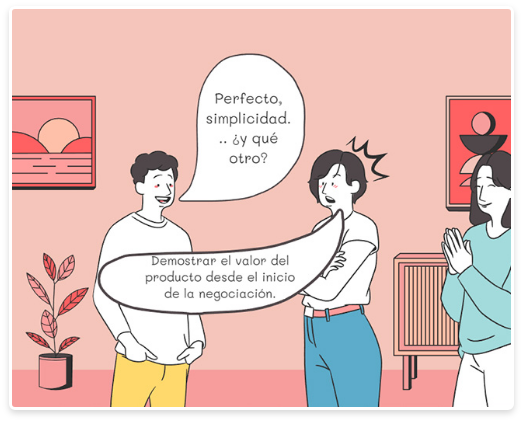 Perfecto,
simplicidad.
.. ¿y qué
otro?
Demostrar el valor del
producto desde el inicio
de la negociación.